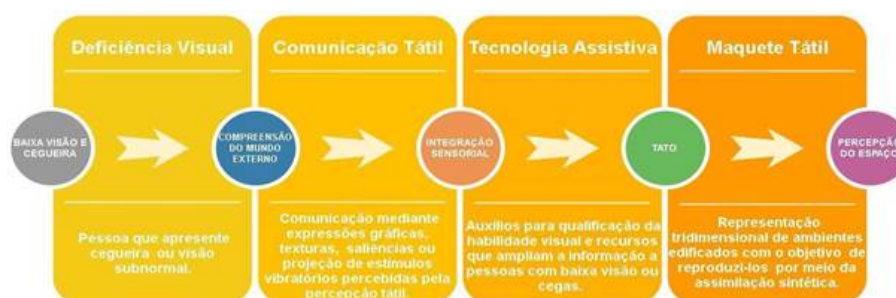 Deficiência Visual
Comunicação Tátil
Tecnologia Assistiva
Maquete Tátil
BAIXA VISÃO E
CEGUEIRA
COMPREENSÃO
DO MUNDO
EXTERNO
INTEGRAÇÃO
SENSORIAL
TATO
PERCEPÇÃO
DO ESPAÇO
Pessoa que apresente
cegueira ou visão
subnormal.
Comunicação mediante
expressões gráficas,
texturas, saliências ou
projeção de estímulos
vibratórios percebidas pela
percepção tátil.
Auxílios para qualificação da
habilidade visual e recursos
que ampliam a informação a
pessoas com baixa visão ou
cegas.
Representação
tridimensional de ambientes
edificados com o objetivo de
reproduzi-los por meio da
assimilação sintética.